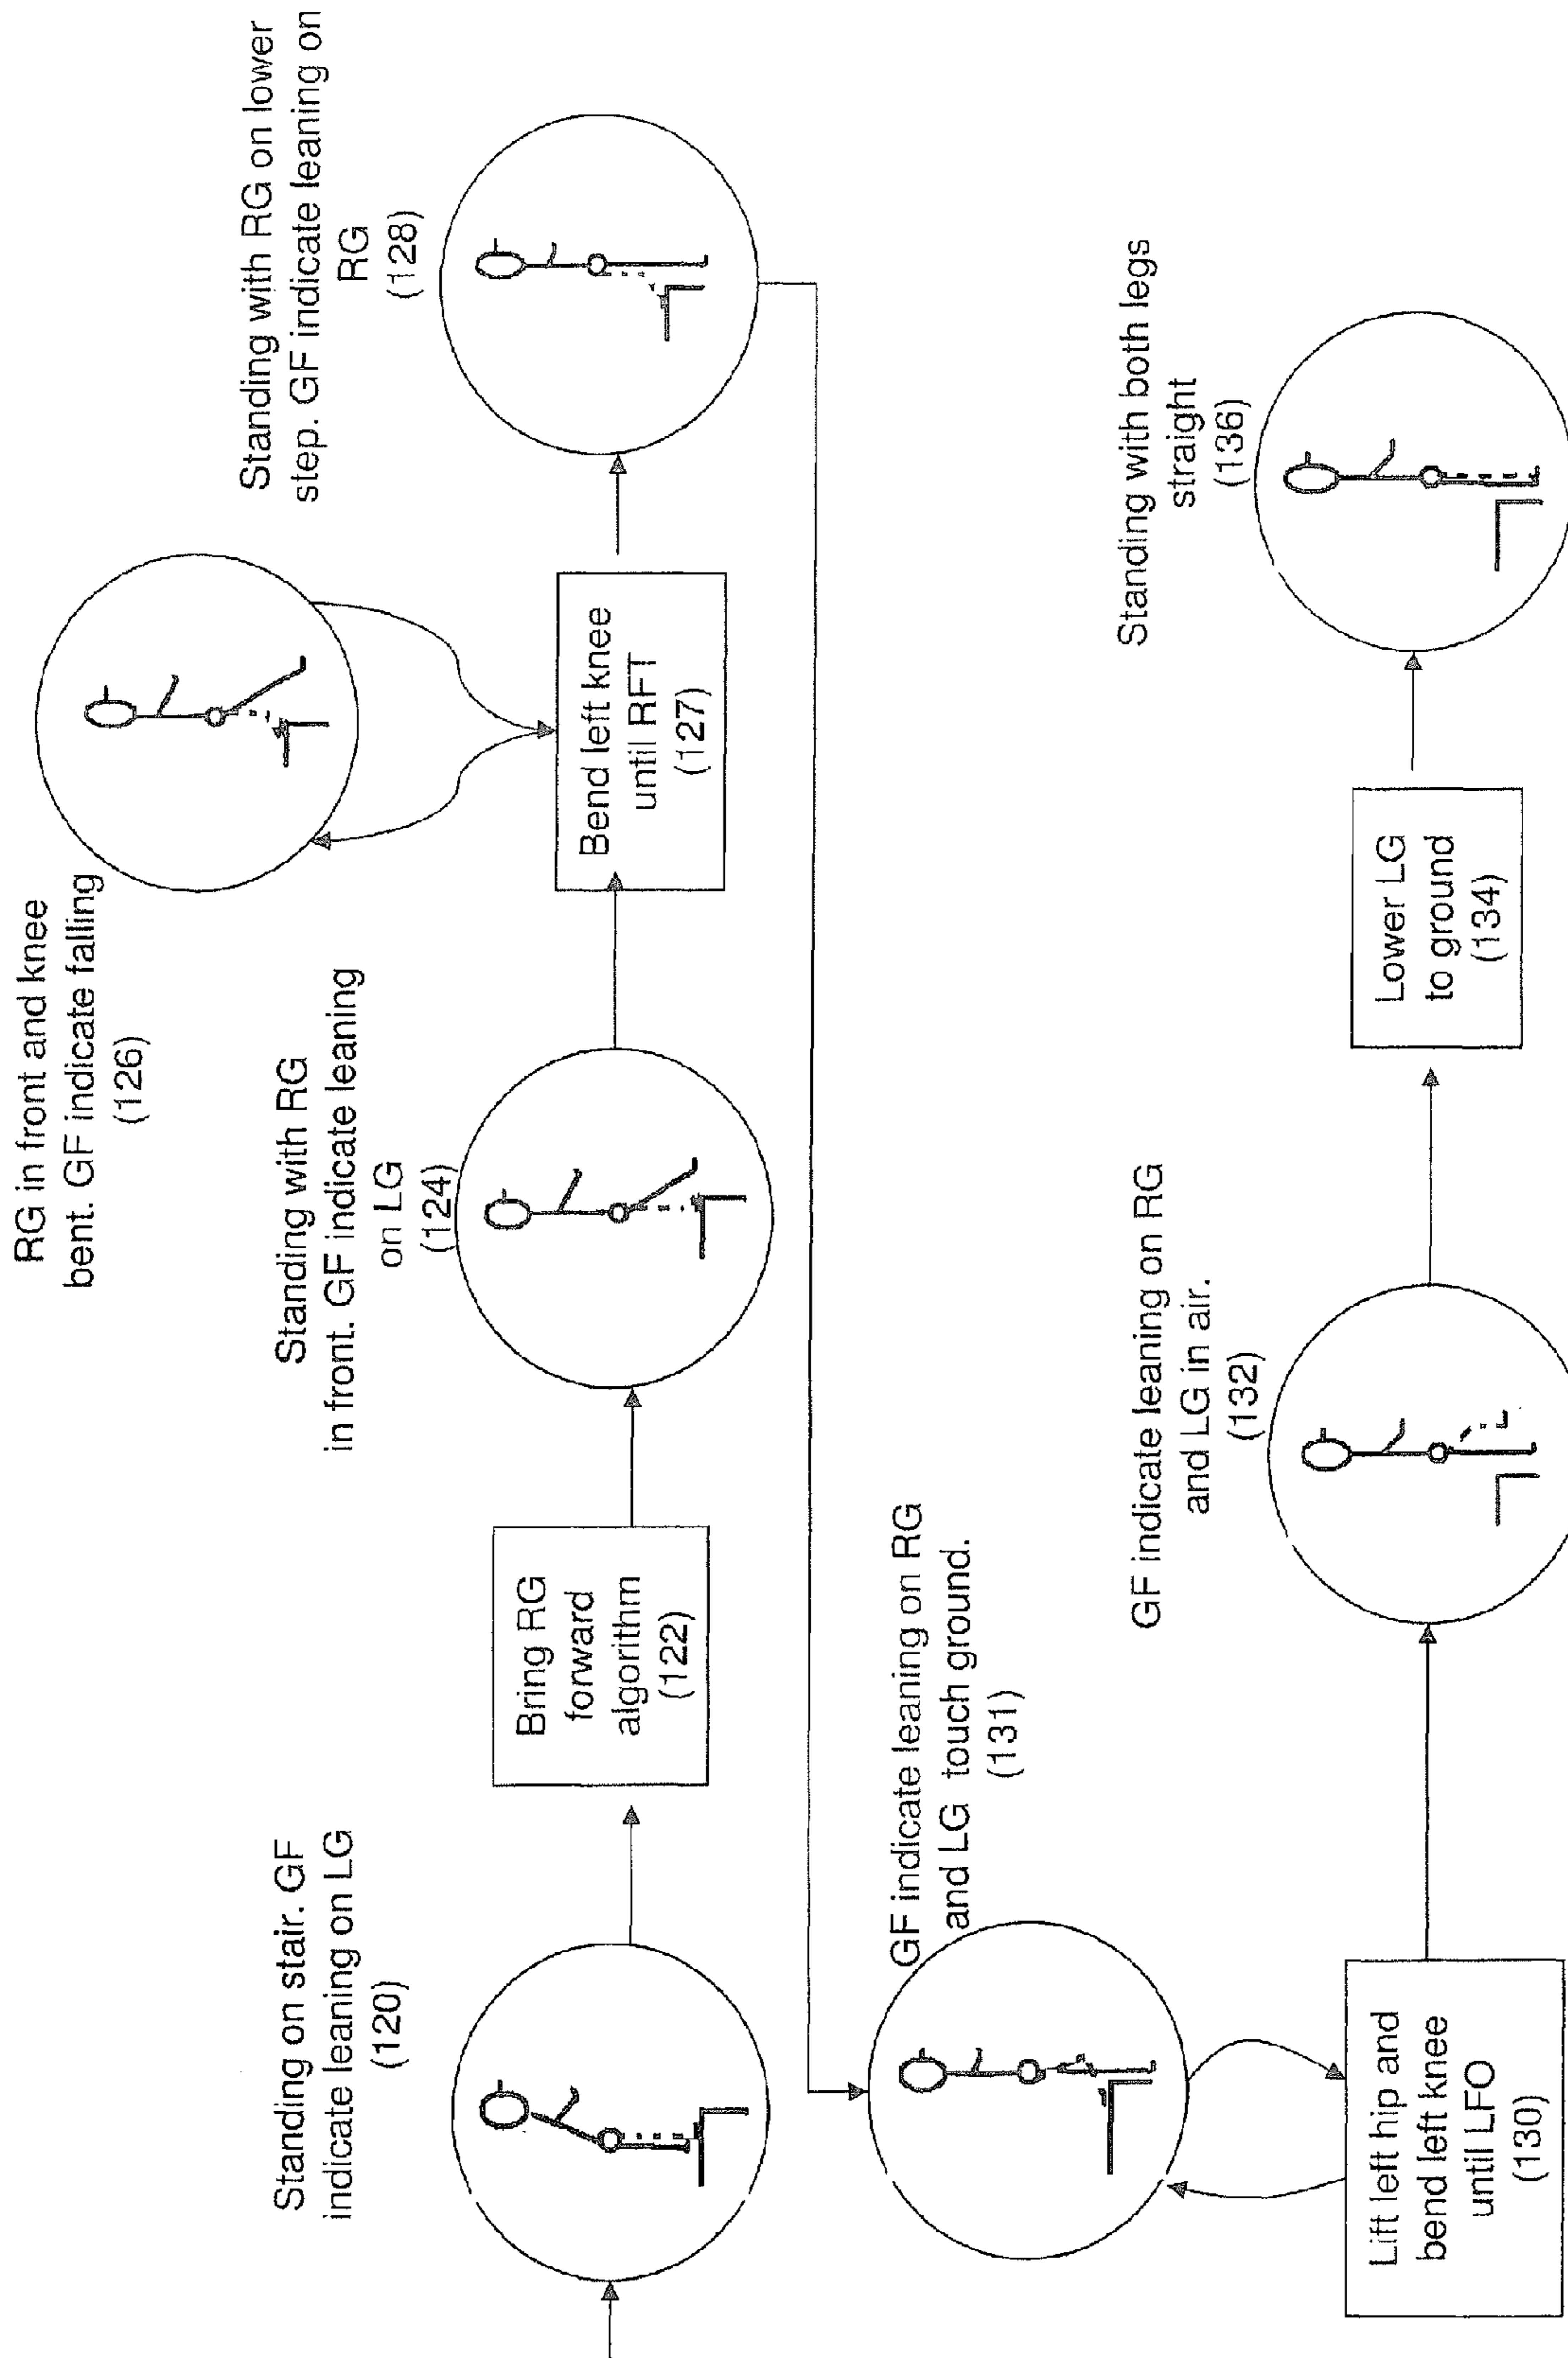 Standing on stair. GF
indicate leaning on LG
(120)
Bring RG
forward
algorithm
(122)
Standing with RG
in front. GF indicate leaning
on LG
(124)
RG in front and knee
bent. GF indicate falling
(126)
Bend left knee
until RFT
(127)
Standing with RG on lower
step. GF indicate leaning on
RG
(128)
GF indicate leaning on RG
and LG touch ground.
(131)
Lift left hip and
bend left knee
until LFO
(130)
GF indicate leaning on RG
and LG in air.
(132)
Lower LG
to ground
(134)
Standing with both legs
straight
(136)